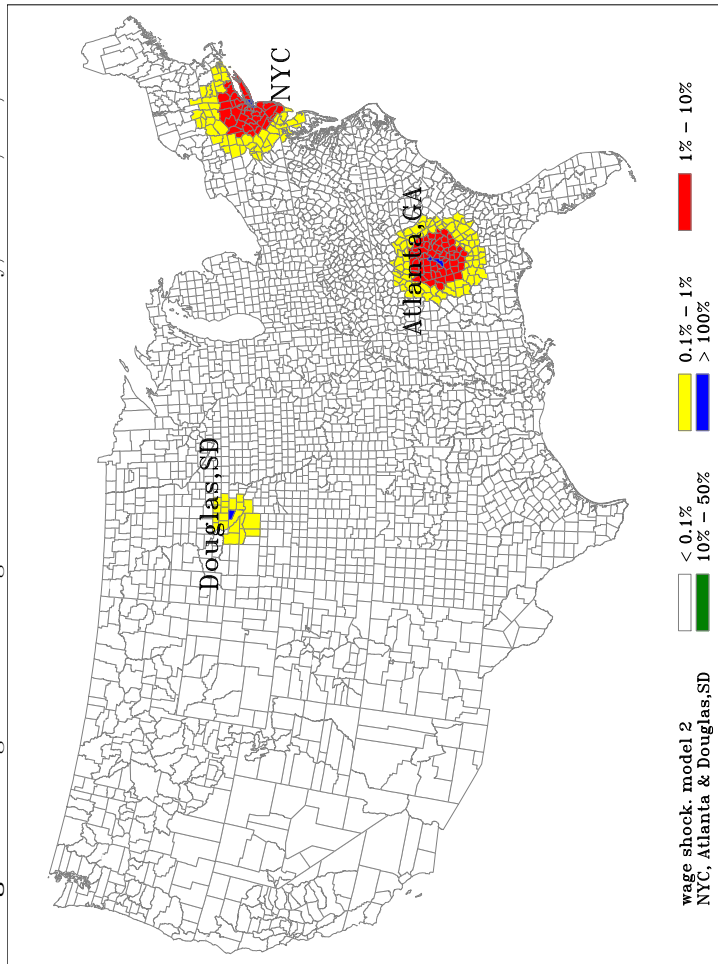 NYC
Atlanta,GA
Douglas,SD
wage shock. model 2
NYC, Atlanta & Douglas,SD
< 0.1%
10% – 50%
0.1% – 1%
> 100%
1% – 10%